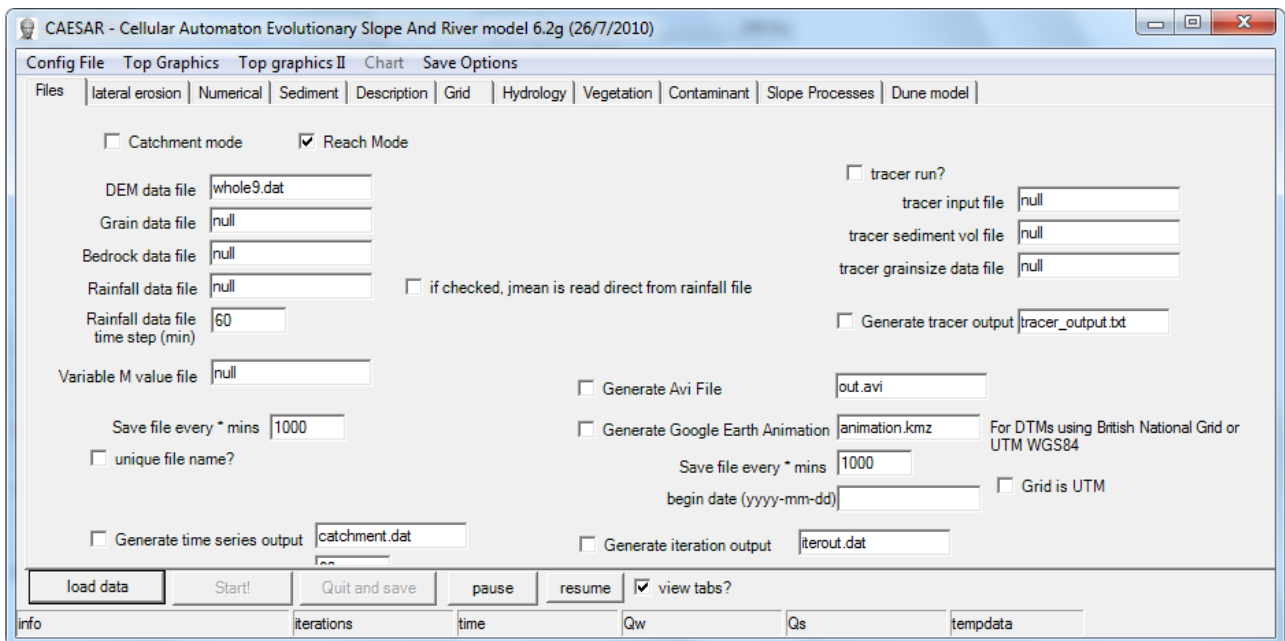 CAESAR - Cellular Automaton Evolutionary Slope And River model 6.2g (26/7/2010)
Config File Top Graphics Top graphics II Chart Save Options
Files lateral erosion Numerical Sediment Description Grid Hydrology Vegetation Contaminant Slope Processes Dune model
Catchment mode Reach Mode
DEM data file whole9.dat
tracer run?
Grain data file null
tracer input file null
Bedrock data file null
tracer sediment vol file null
Rainfall data file null if checked, jmean is read direct from rainfall file
tracer grainsize data file null
Rainfall data file
time step (min) 60
Generate tracer output tracer_output.txt
Variable M value file null
Generate Avi File out.avi
Save file every * mins 1000
Generate Google Earth Animation animation.kmz For DTMs using British National Grid or
UTM WGS84
unique file name?
Save file every * mins 1000
Grid is UTM
begin date (yyyy-mm-dd)
Generate time series output catchment.dat
Generate iteration output iterout.dat
load data Start! Quit and save pause resume view tabs?
info iterations time Qw Qs tempdata